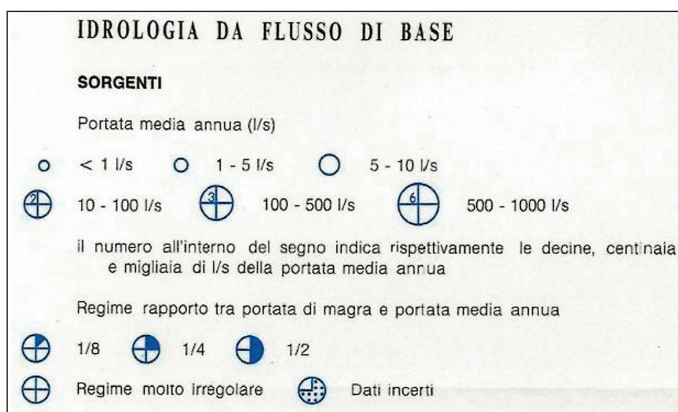 IDROLOGIA DA FLUSSO DI BASE
SORGENTI
Portata media annua (l/s)
< 1 l/s 1 - 5 l/s 5 - 10 l/s
2 10 - 100 l/s 3 100 - 500 l/s 6 500 - 1000 l/s
il numero all'interno del segno indica rispettivamente le decine, centinaia
e migliaia di l/s della portata media annua
Regime rapporto tra portata di magra e portata media annua
1/8 1/4 1/2
Regime molto irregolare Dati incerti